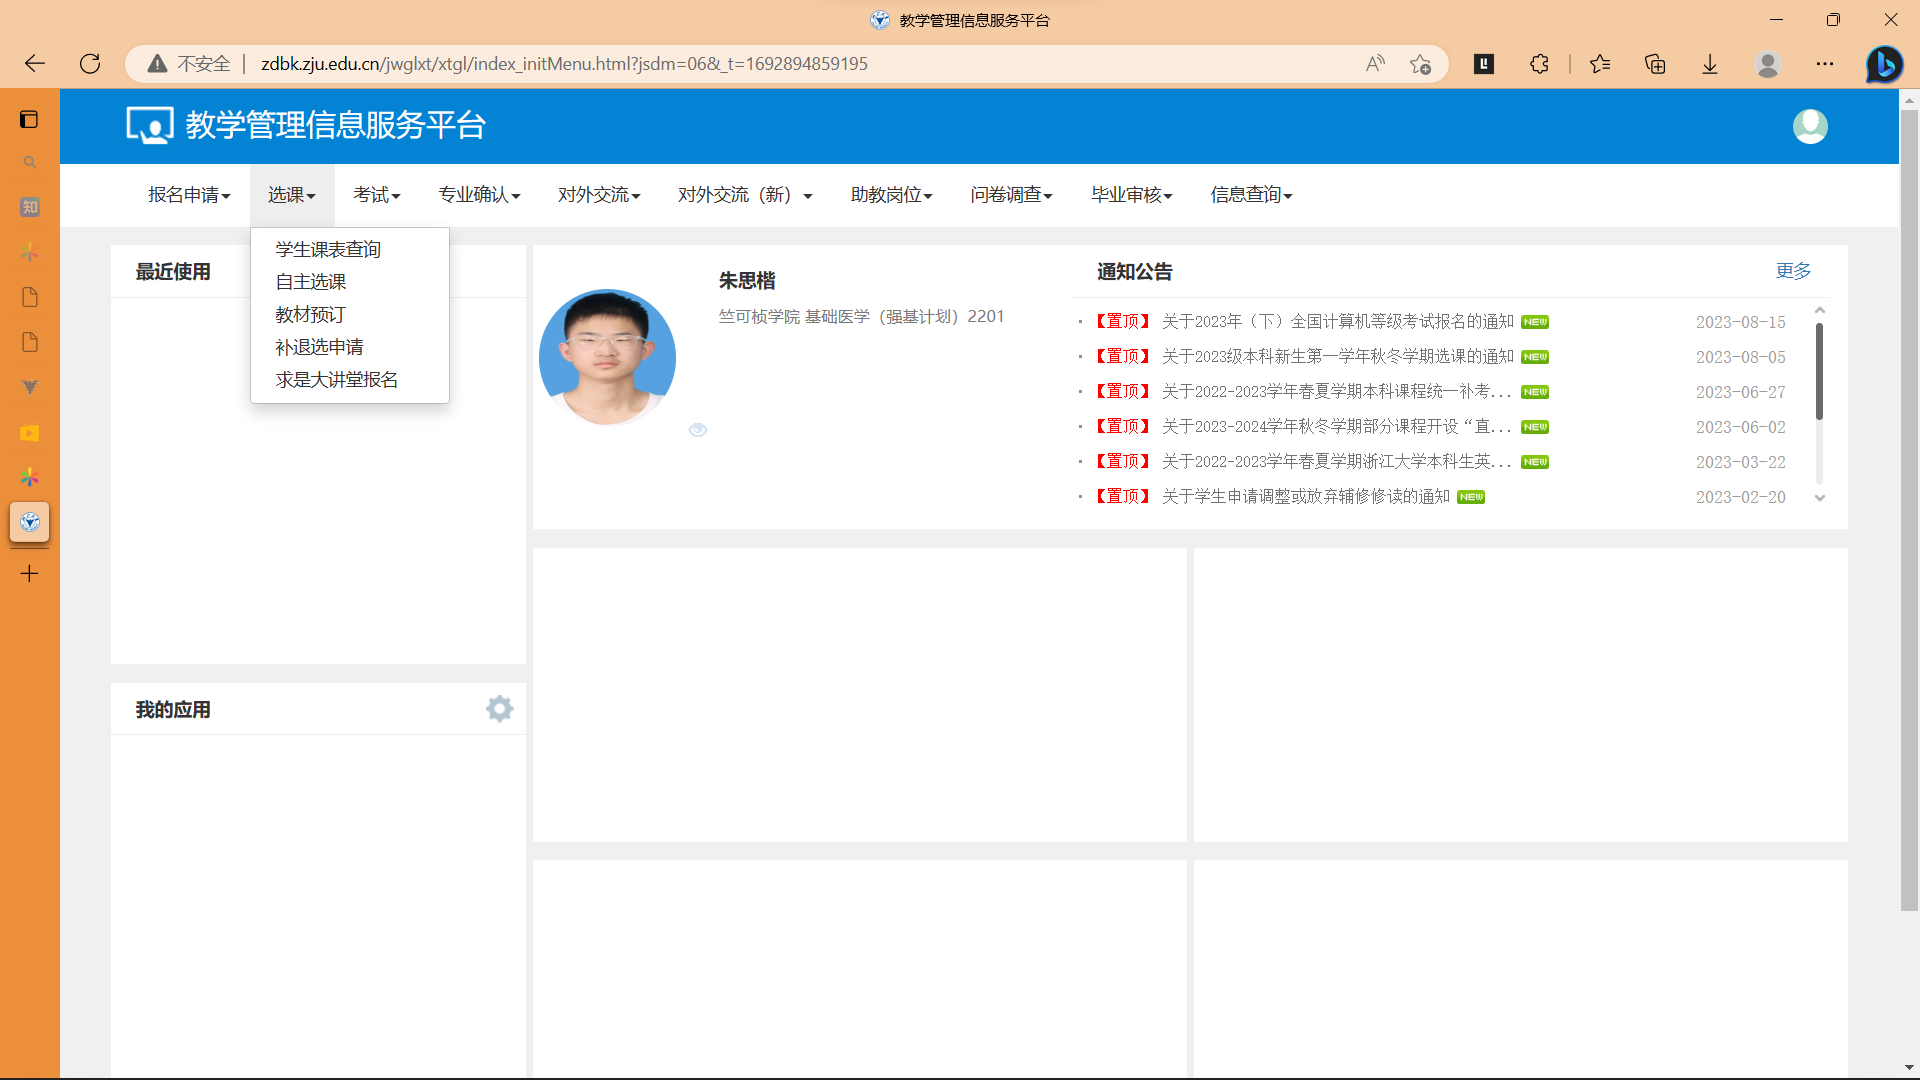 教学管理信息服务平台
不安全 zdbk.zju.edu.cn/jwglxt/xtgl/index_initMenu.html?jsdm=06&_t=1692894859195
教学管理信息服务平台
报名申请 选课 考试 专业确认 对外交流 对外交流（新） 助教岗位 问卷调查 毕业审核 信息查询
学生课表查询
自主选课
教材预订
补退选申请
求是大讲堂报名
最近使用
知
朱思楷
竺可桢学院 基础医学（强基计划）2201
通知公告 更多
【置顶】 关于2023年（下）全国计算机等级考试报名的通知 NEW 2023-08-15
【置顶】 关于2023级本科新生第一学年秋冬学期选课的通知 NEW 2023-08-05
【置顶】 关于2022-2023学年春夏学期本科课程统一补考... NEW 2023-06-27
【置顶】 关于2023-2024学年秋冬学期部分课程开设“直... NEW 2023-06-02
【置顶】 关于2022-2023学年春夏学期浙江大学本科生英... NEW 2023-03-22
【置顶】 关于学生申请调整或放弃辅修修读的通知 NEW 2023-02-20
我的应用